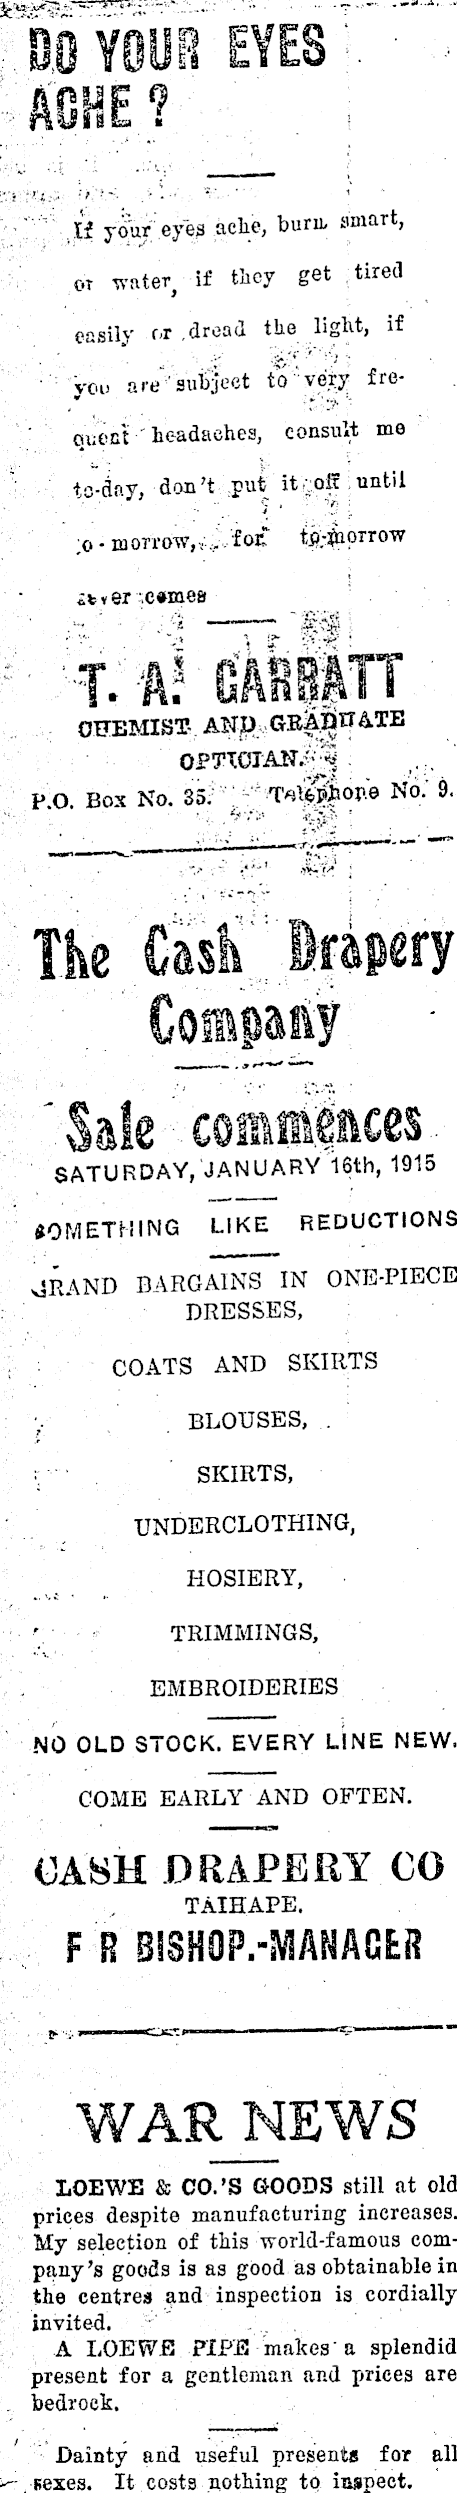 DO YOUR EYES
ACHE ?
If your eyes ache, burn, smart,
or water, if they get tired
easily or dread the light, if
you are subject to very fre-
quent headaches, consult me
to-day, don't put it off until
to-morrow, for to-morrow
never comes
T. A. GARRATT
CHEMIST AND GRADUATE
OPTICIAN.
P.O. Box No. 35. Telephone No. 9.
The Cash Drapery
Company
Sale commences
SATURDAY, JANUARY 16th, 1915
SOMETHING LIKE REDUCTIONS
GRAND BARGAINS IN ONE-PIECE
DRESSES,
COATS AND SKIRTS
BLOUSES,
SKIRTS,
UNDERCLOTHING,
HOSIERY,
TRIMMINGS,
EMBROIDERIES
NO OLD STOCK. EVERY LINE NEW.
COME EARLY AND OFTEN.
CASH DRAPERY CO
TAIHAPE.
F R BISHOP.-MANAGER
WAR NEWS
LOEWE & CO.'S GOODS still at old
prices despite manufacturing increases.
My selection of this world-famous com-
pany's goods is as good as obtainable in
the centres and inspection is cordially
invited.
A LOEWE PIPE makes a splendid
present for a gentleman and prices are
bedrock.
Dainty and useful presents for all
sexes. It costs nothing to inspect.